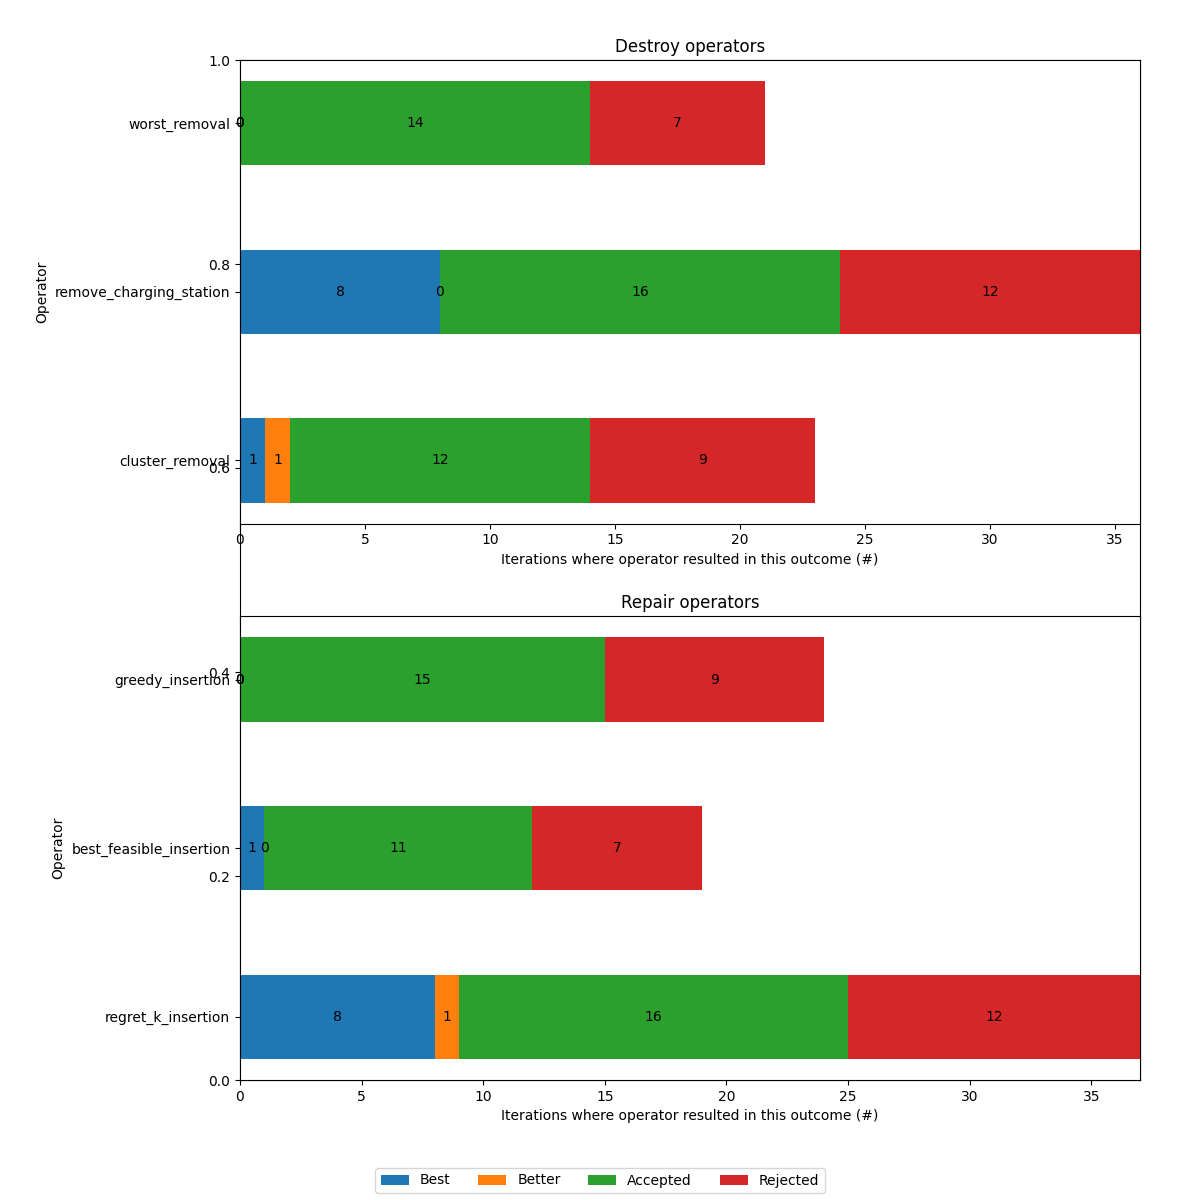 Destroy operators
1.0
worst_removal
0
0
14
7
Operator
0.8
remove_charging_station
8
0
16
12
cluster_removal
0.6
1
1
12
9
0 5 10 15 20 25 30 35
Iterations where operator resulted in this outcome (#)
Repair operators
0.4
greedy_insertion
0
0
15
9
Operator
best_feasible_insertion
1
0
11
7
0.2
regret_k_insertion
8
1
16
12
0.0
0 5 10 15 20 25 30 35
Iterations where operator resulted in this outcome (#)
Best Better Accepted Rejected